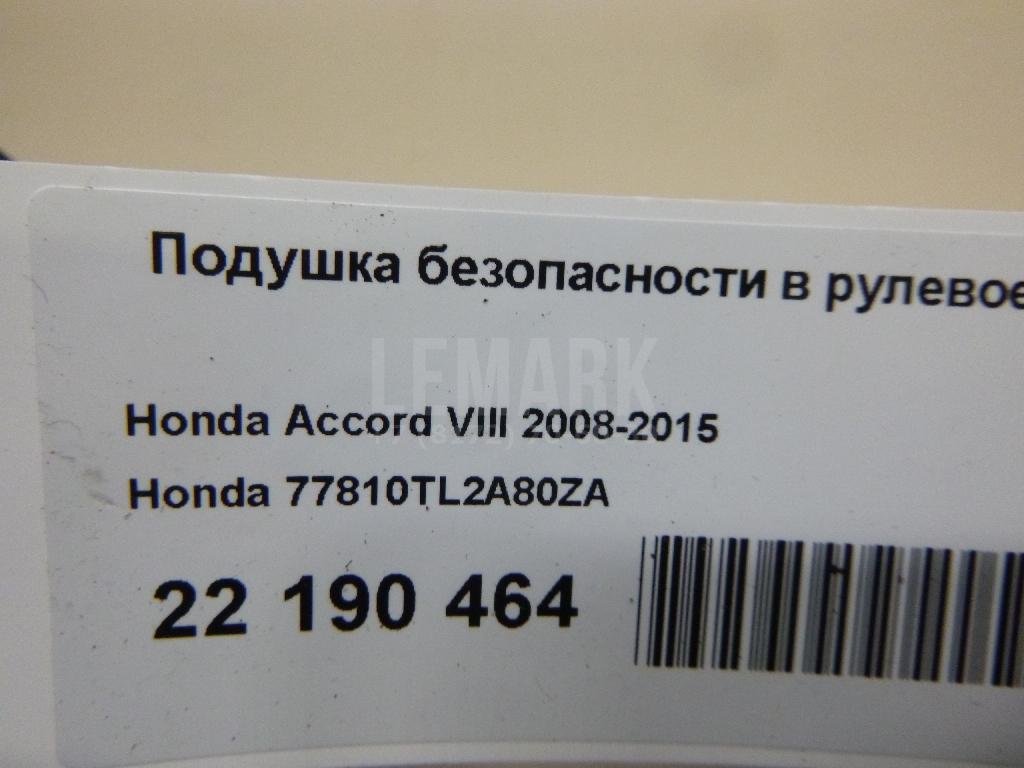 Подушка безопасности в рулевое
LEMARK
Honda Accord VIII 2008-2015
Honda 77810TL2A80ZA
22 190 464